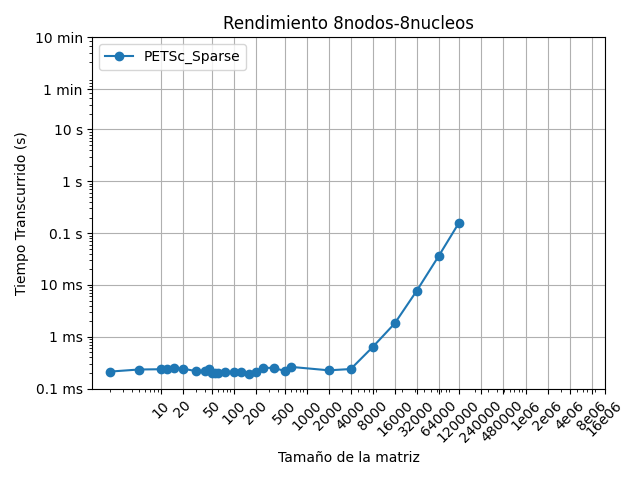 Rendimiento 8nodos-8nucleos
PETSc_Sparse
Tiempo Transcurrido (s)
10 min
1 min
10 s
1 s
0.1 s
10 ms
1 ms
0.1 ms
10
20
50
100
200
500
1000
2000
4000
8000
16000
32000
64000
120000
240000
480000
1e06
2e06
4e06
8e06
16e06
Tamaño de la matriz